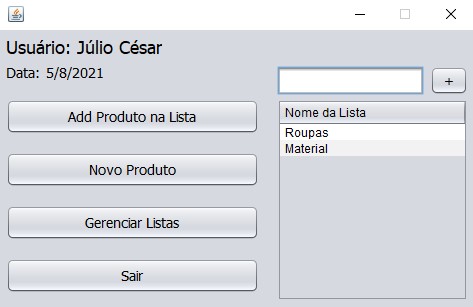 Usuário: Júlio César
Data: 5/8/2021
+
Add Produto na Lista
Novo Produto
Gerenciar Listas
Sair
Nome da Lista
Roupas
Material